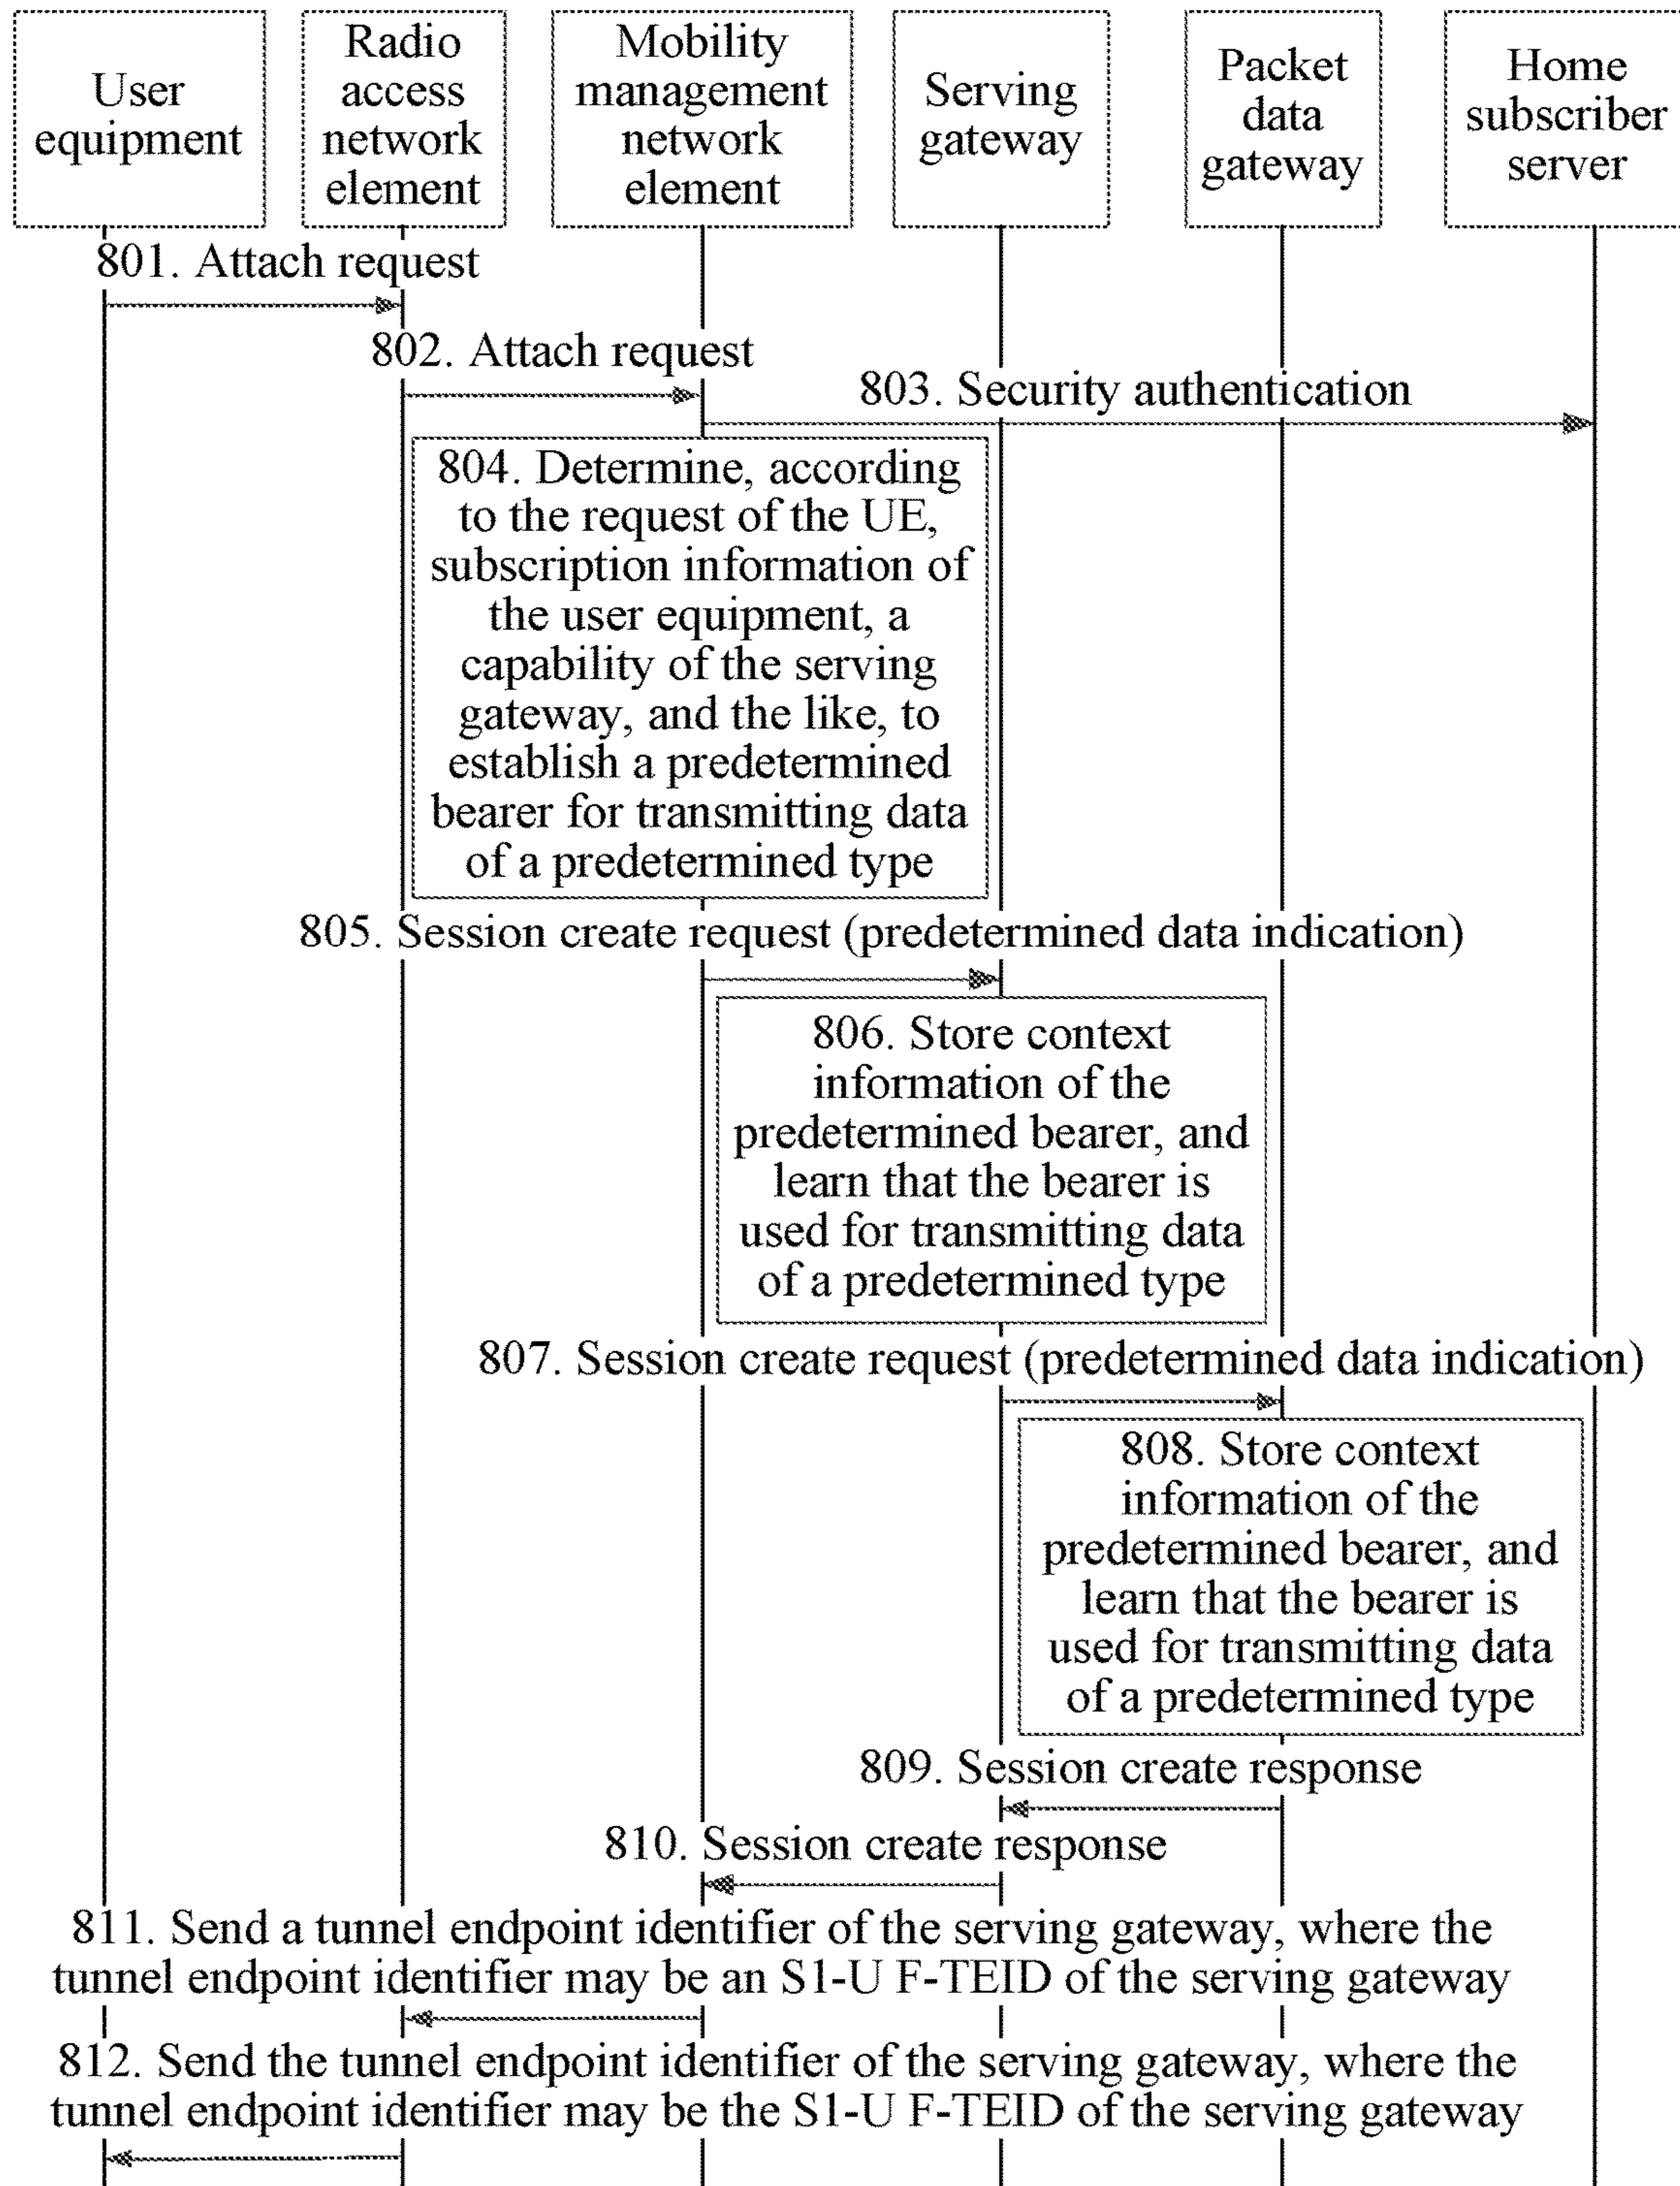 User
equipment
Radio
access
network
element
Mobility
management
network
element
Serving
gateway
Packet
data
gateway
Home
subscriber
server
801. Attach request
802. Attach request
803. Security authentication
804. Determine, according
to the request of the UE,
subscription information of
the user equipment, a
capability of the serving
gateway, and the like, to
establish a predetermined
bearer for transmitting data
of a predetermined type
805. Session create request (predetermined data indication)
806. Store context
information of the
predetermined bearer, and
learn that the bearer is
used for transmitting data
of a predetermined type
807. Session create request (predetermined data indication)
808. Store context
information of the
predetermined bearer, and
learn that the bearer is
used for transmitting data
of a predetermined type
809. Session create response
810. Session create response
811. Send a tunnel endpoint identifier of the serving gateway, where the
tunnel endpoint identifier may be an S1-U F-TEID of the serving gateway
812. Send the tunnel endpoint identifier of the serving gateway, where the
tunnel endpoint identifier may be the S1-U F-TEID of the serving gateway